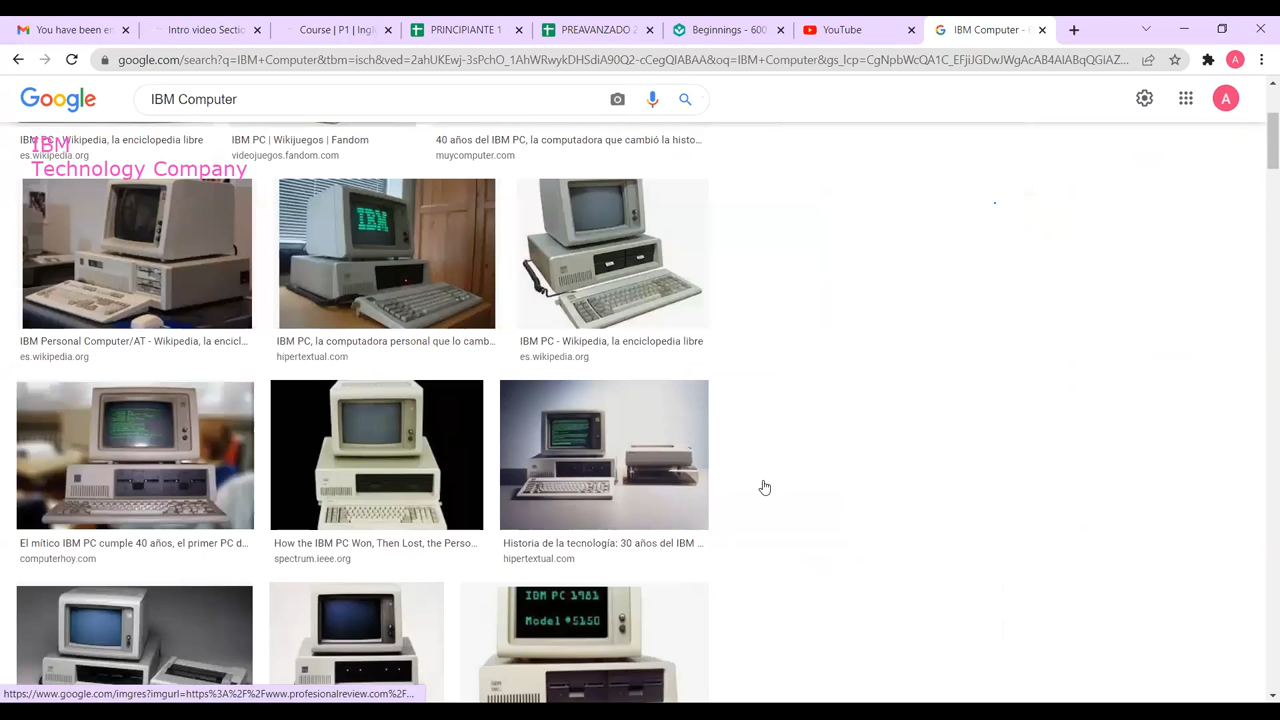 You have been en
Intro video Sectio
Course | P1 | Ingl
PRINCIPIANTE 1
PREAVANZADO 2
Beginnings - 600
YouTube
IBM Computer -
google.com/search?q=IBM+Computer&tbm=isch&ved=2ahUKEwj-3sPchO_1AhWRwykDHSdiA90Q2-cCegQIABAA&oq=IBM+Computer&gs_lcp=CgNpbWcQA1C_EFjiJGDwJWgAcAB4AIABqQGIAZ...
A
Google
IBM Computer
A
IBM PC - Wikipedia, la enciclopedia libre
es.wikipedia.org
IBM PC | Wikijuegos | Fandom
videojuegos.fandom.com
40 años del IBM PC, la computadora que cambió la histo...
muycomputer.com
IBM
Technology Company
IBM
IBM Personal Computer/AT - Wikipedia, la encicl...
es.wikipedia.org
IBM PC, la computadora personal que lo camb...
hipertextual.com
IBM PC - Wikipedia, la enciclopedia libre
es.wikipedia.org
El mítico IBM PC cumple 40 años, el primer PC d...
computerhoy.com
How the IBM PC Won, Then Lost, the Perso...
spectrum.ieee.org
Historia de la tecnología: 30 años del IBM ...
hipertextual.com
IBM PC 1981
Model #5150
https://www.google.com/imgres?imgurl=https%3A%2F%2Fwww.profesionalreview.com%2F...